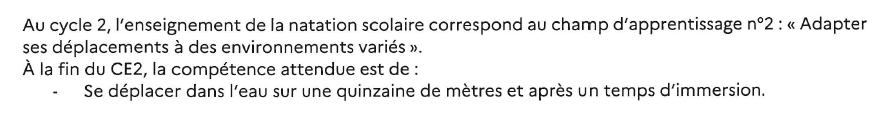 Au cycle 2, l'enseignement de la natation scolaire correspond au champ d'apprentissage n°2 : « Adapter
ses déplacements à des environnements variés ».
À la fin du CE2, la compétence attendue est de :
- Se déplacer dans l'eau sur une quinzaine de mètres et après un temps d'immersion.